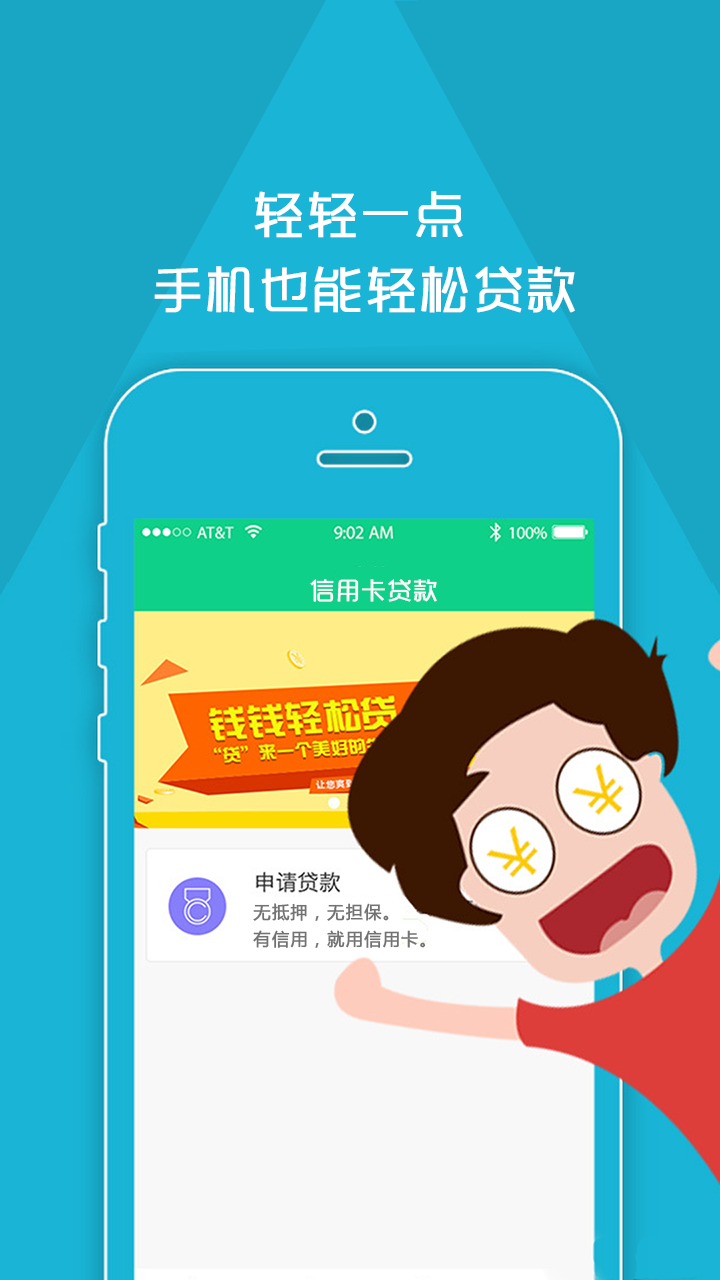 轻轻一点
手机也能轻松贷款
AT&T 9:02 AM 100%
信用卡贷款
钱钱轻松贷
“贷”来一个美好的
让您
申请贷款
无抵押，无担保。
有信用，就用信用卡。